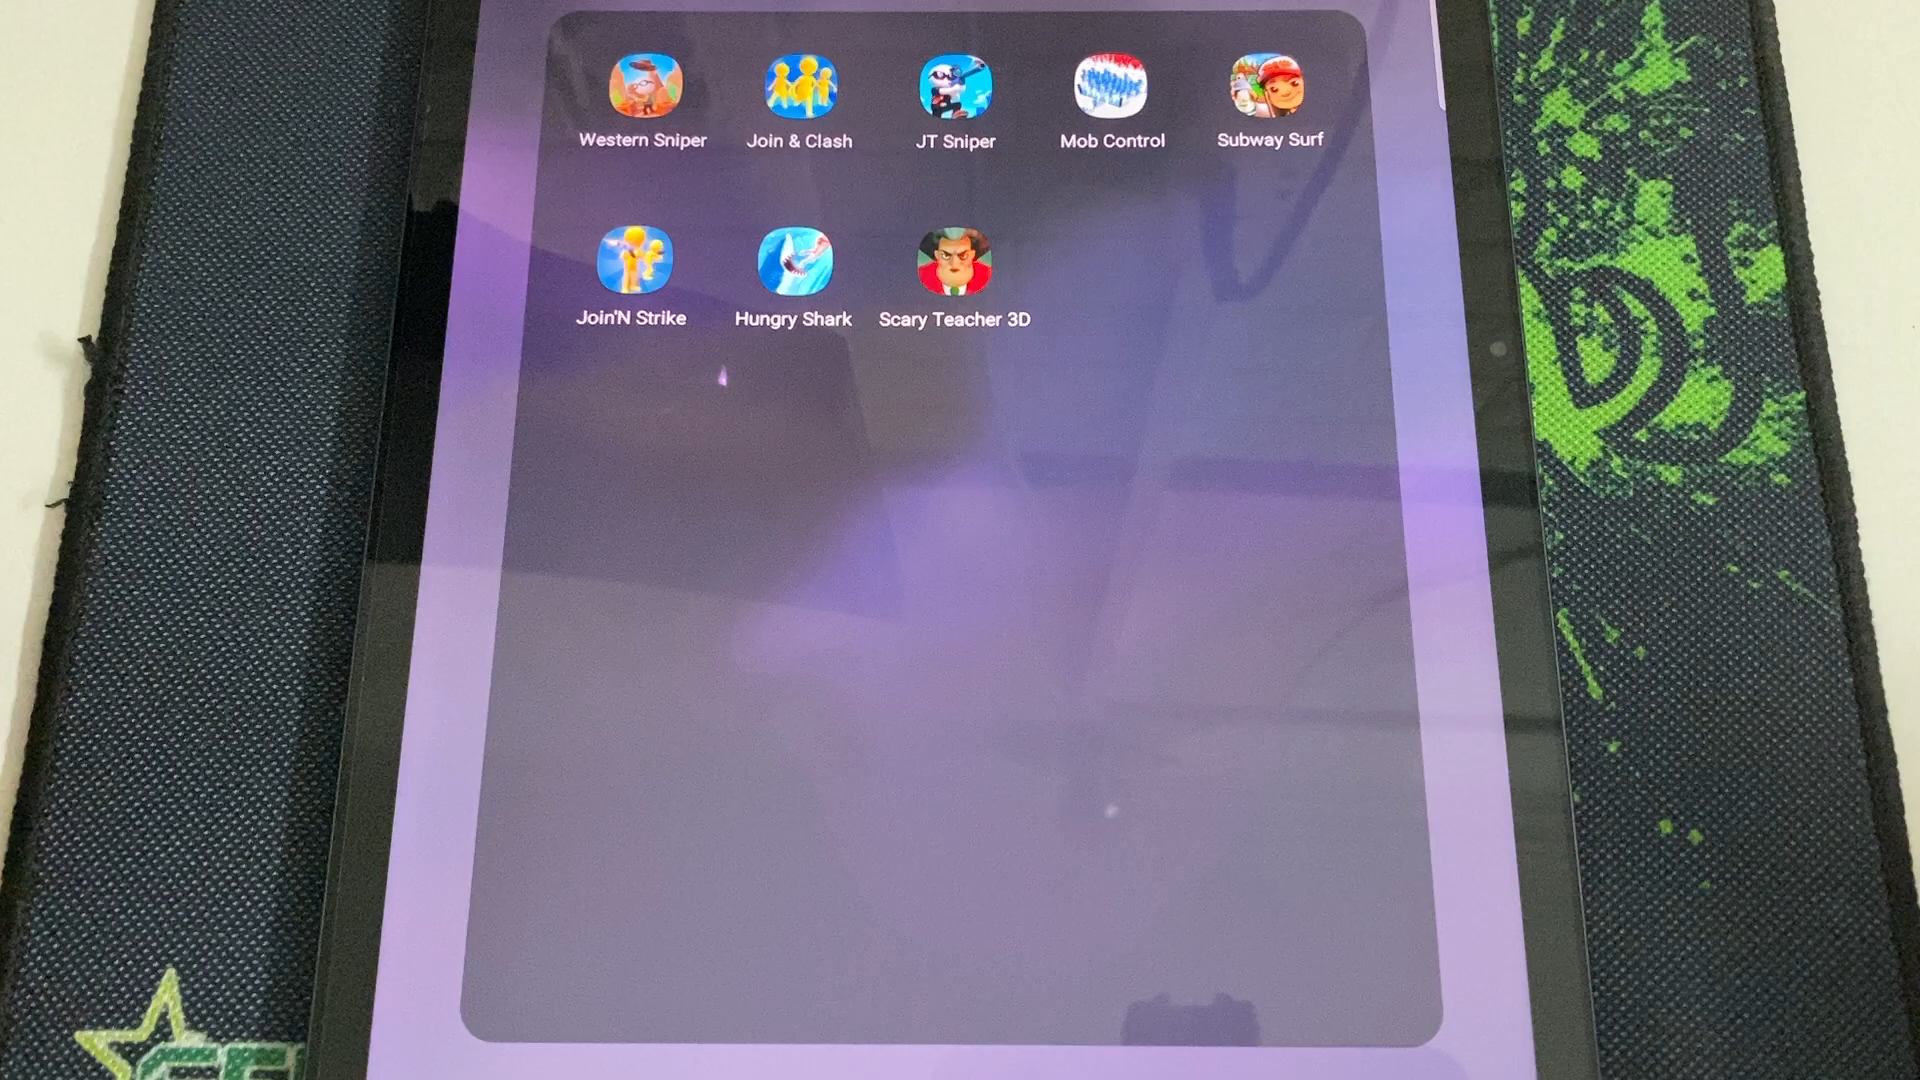 Western Sniper
Join & Clash
JT Sniper
Mob Control
Subway Surf
Join'N Strike
Hungry Shark
Scary Teacher 3D